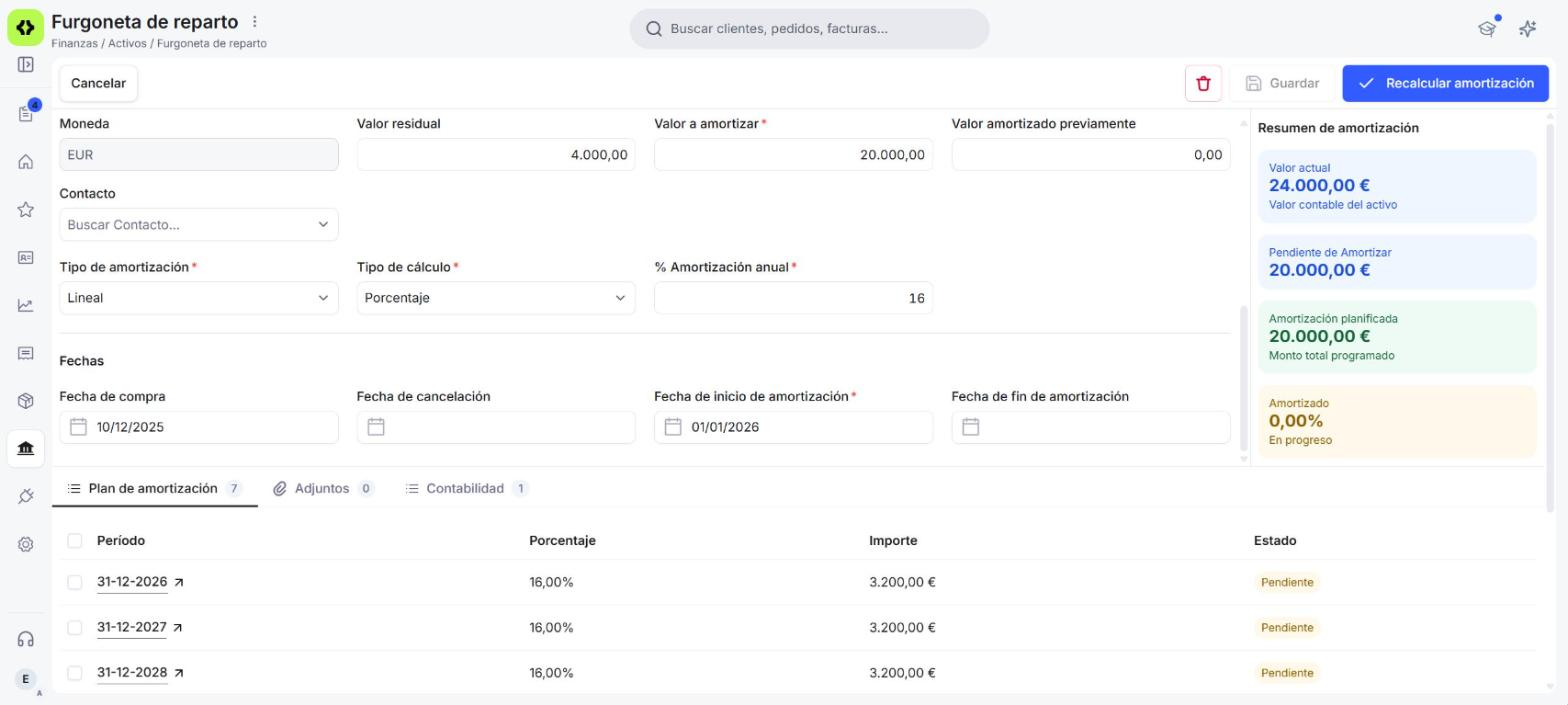 Furgoneta de reparto
Finanzas / Activos / Furgoneta de reparto
Buscar clientes, pedidos, facturas...
Cancelar
Guardar
Recalcular amortización
4
Moneda
Valor residual
Valor a amortizar*
Valor amortizado previamente
EUR
4.000,00
20.000,00
0,00
Contacto
Buscar Contacto...
Tipo de amortización*
Tipo de cálculo*
% Amortización anual*
Lineal
Porcentaje
16
Fechas
Fecha de compra
Fecha de cancelación
Fecha de inicio de amortización*
Fecha de fin de amortización
10/12/2025
01/01/2026
Resumen de amortización
Valor actual
24.000,00 €
Valor contable del activo
Pendiente de Amortizar
20.000,00 €
Amortización planificada
20.000,00 €
Monto total programado
Amortizado
0,00%
En progreso
Plan de amortización 7
Adjuntos 0
Contabilidad 1
Período Porcentaje Importe Estado
31-12-2026 16,00% 3.200,00 € Pendiente
31-12-2027 16,00% 3.200,00 € Pendiente
31-12-2028 16,00% 3.200,00 € Pendiente
E
A